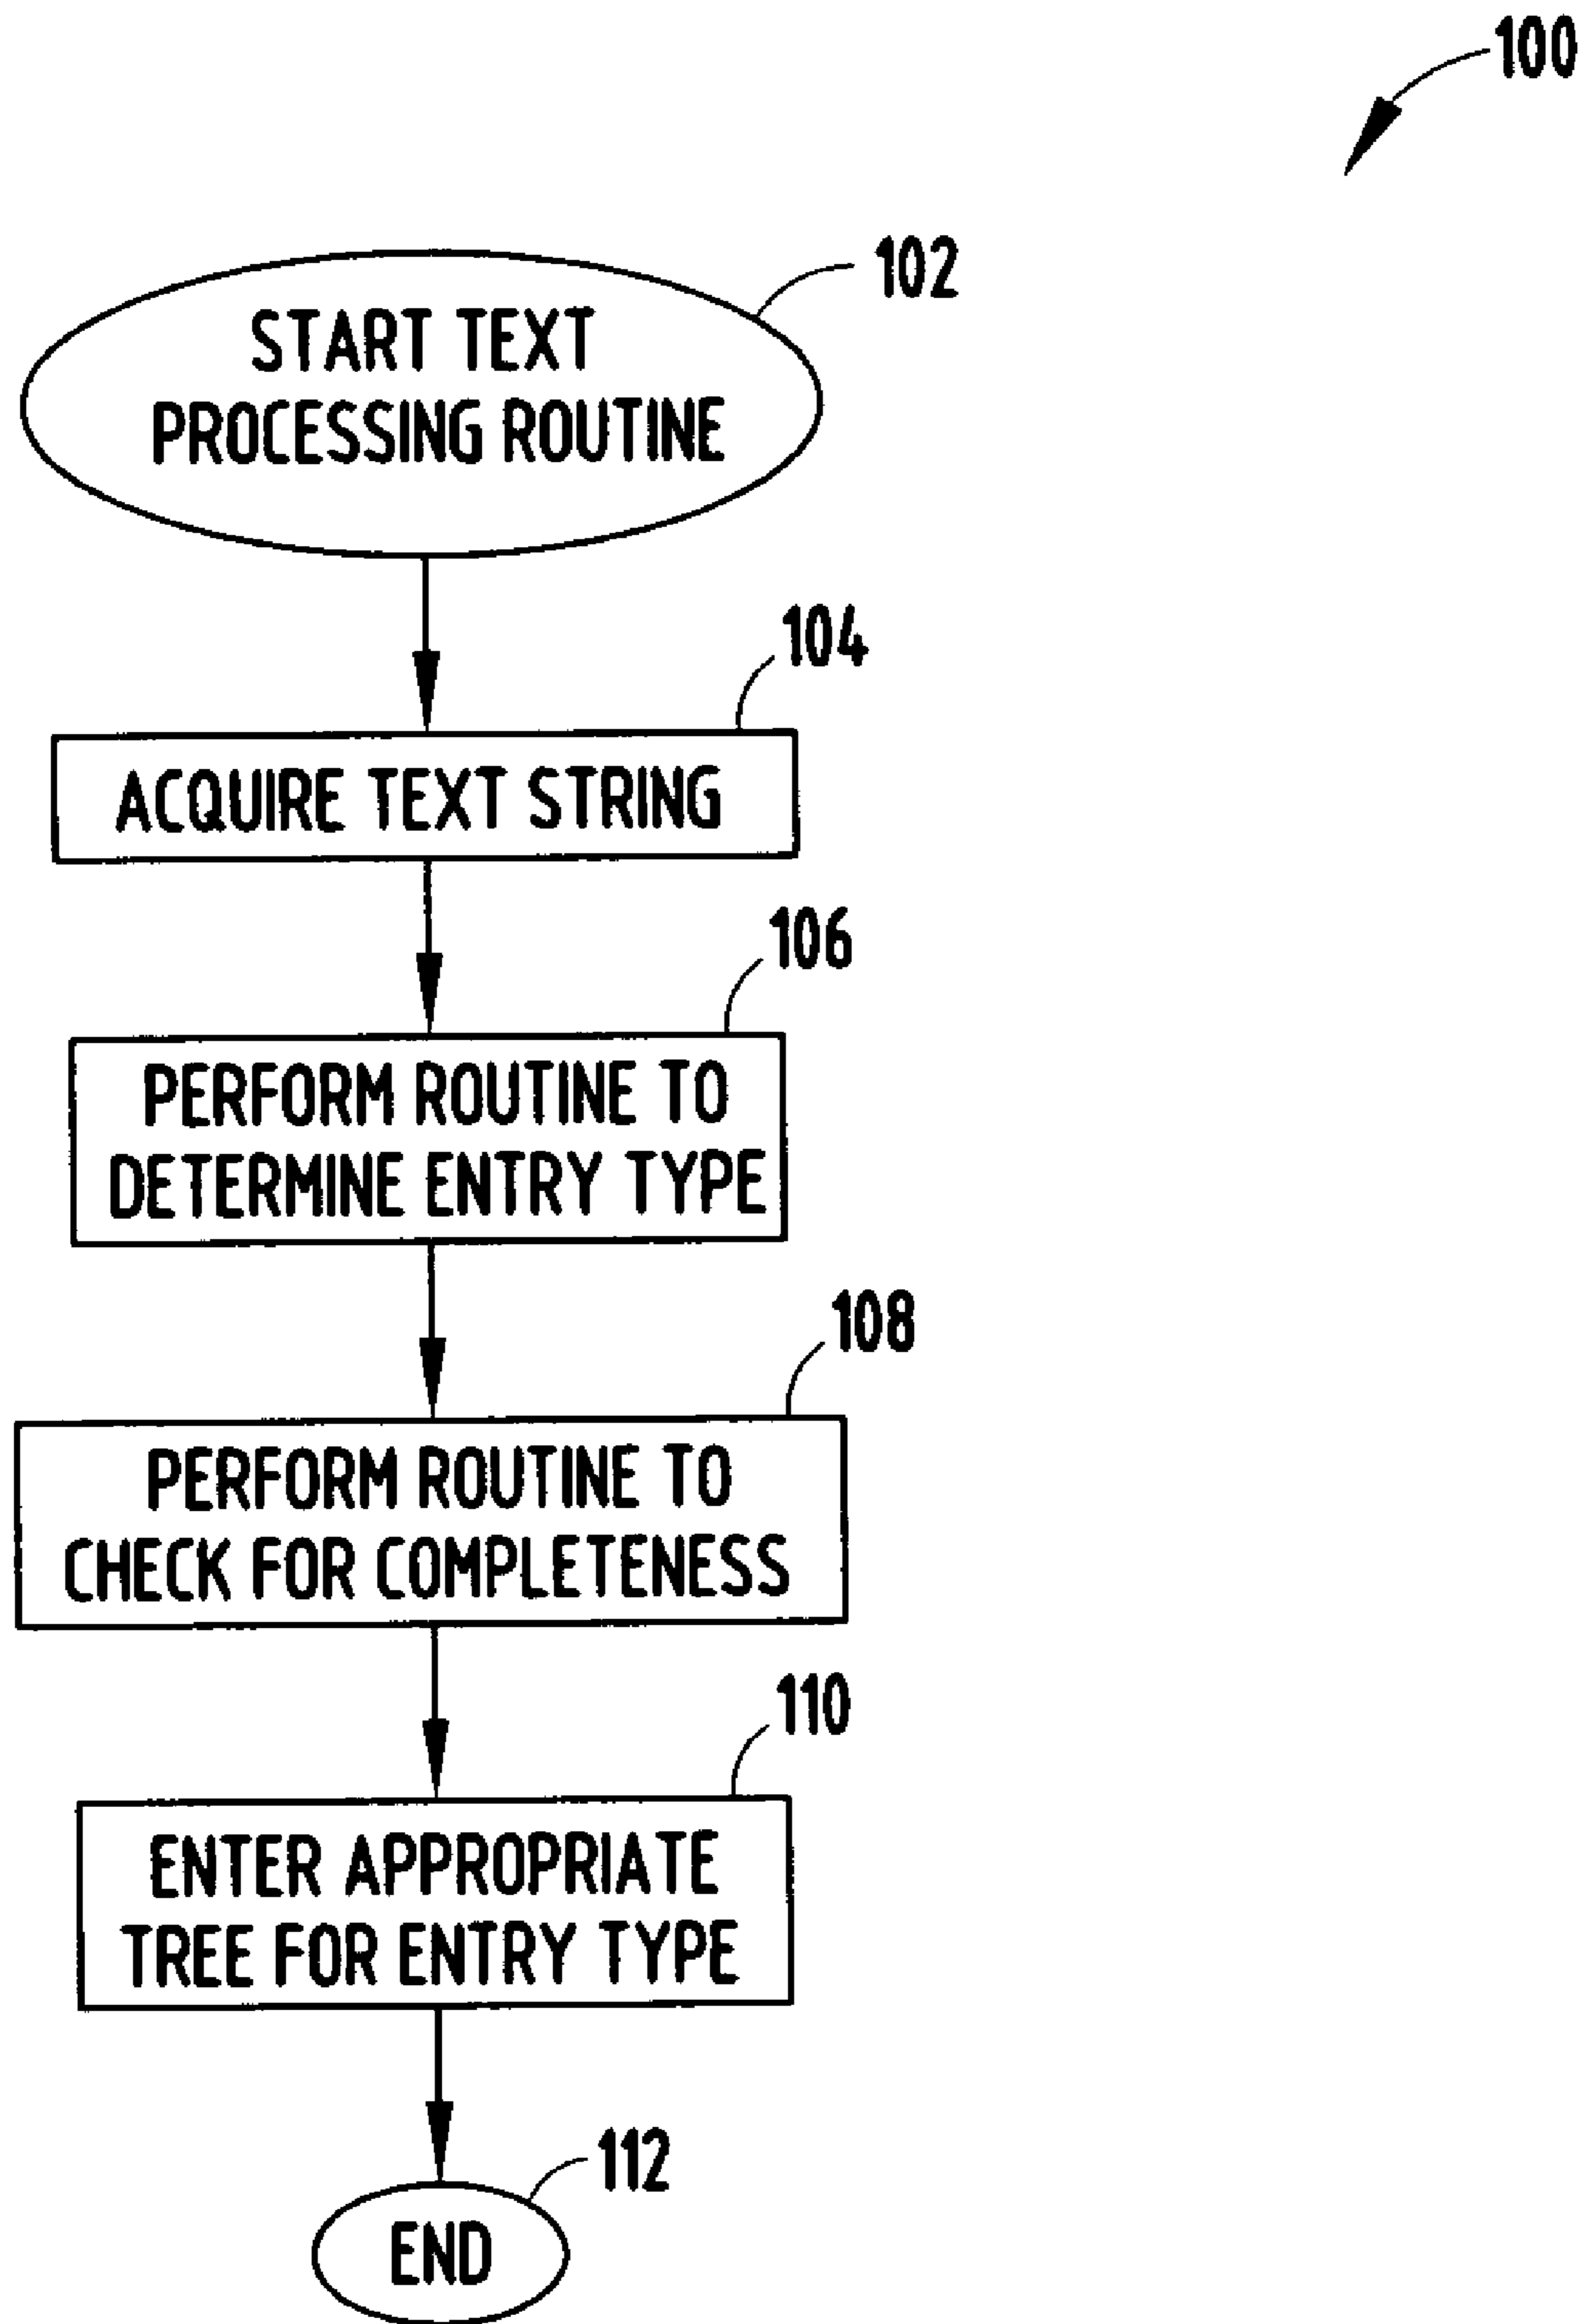 100
102
START TEXT
PROCESSING ROUTINE
104
ACQUIRE TEXT STRING
106
PERFORM ROUTINE TO
DETERMINE ENTRY TYPE
108
PERFORM ROUTINE TO
CHECK FOR COMPLETENESS
110
ENTER APPROPRIATE
TREE FOR ENTRY TYPE
112
END